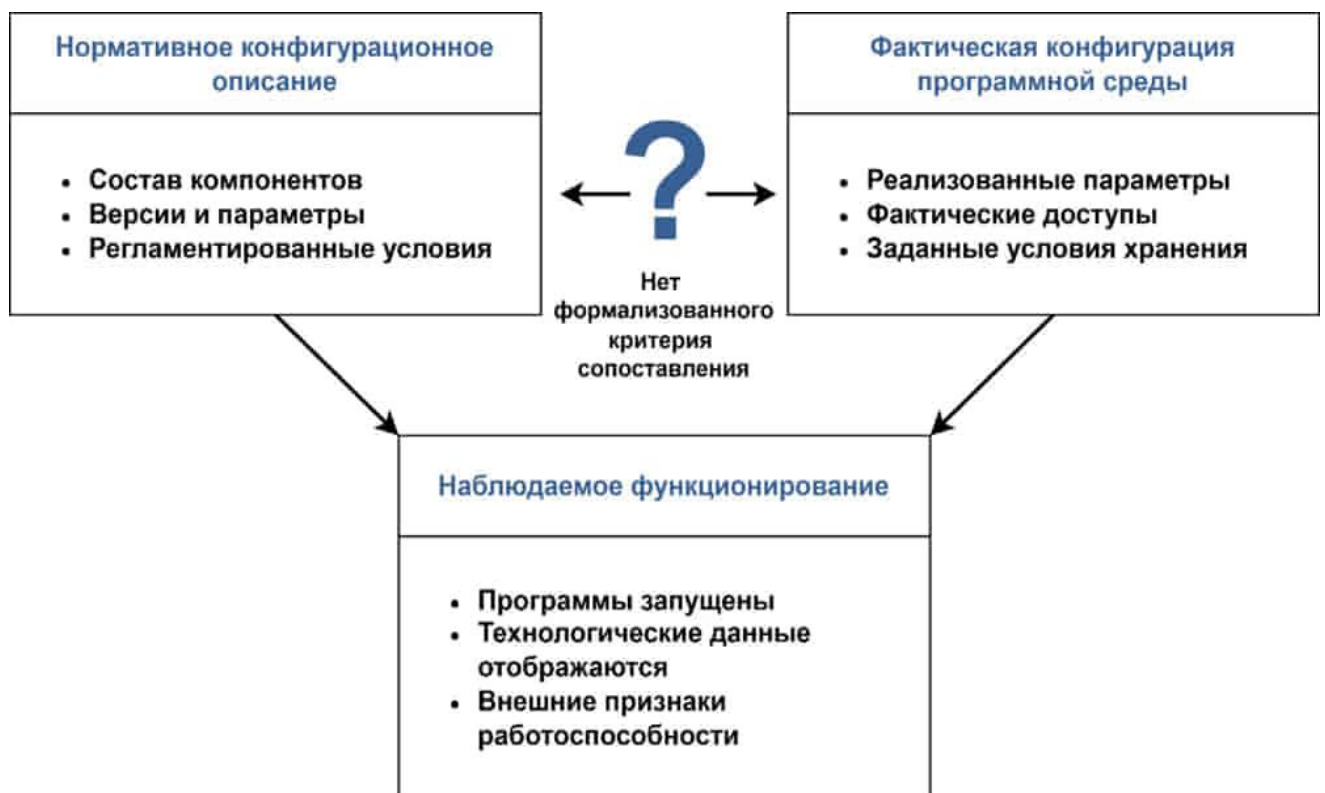 Нормативное конфигурационное
описание
• Состав компонентов
• Версии и параметры
• Регламентированные условия
?
Нет
формализованного
критерия
сопоставления
Фактическая конфигурация
программной среды
• Реализованные параметры
• Фактические доступы
• Заданные условия хранения
Наблюдаемое функционирование
• Программы запущены
• Технологические данные
отображаются
• Внешние признаки
работоспособности